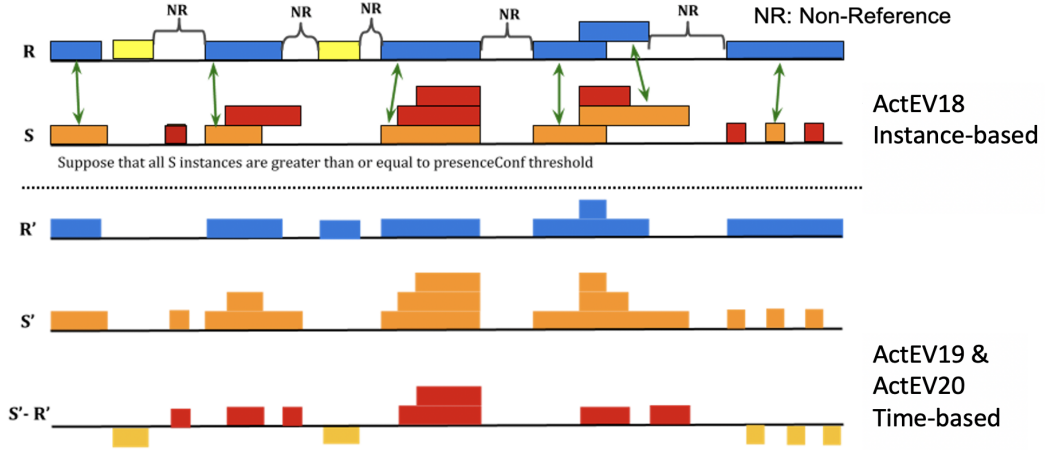 NR
NR
NR
NR
NR: Non-Reference
R
ActEV18
Instance-based
S
Suppose that all S instances are greater than or equal to presenceConf threshold
R'
S'
ActEV19 &
ActEV20
Time-based
S'- R'